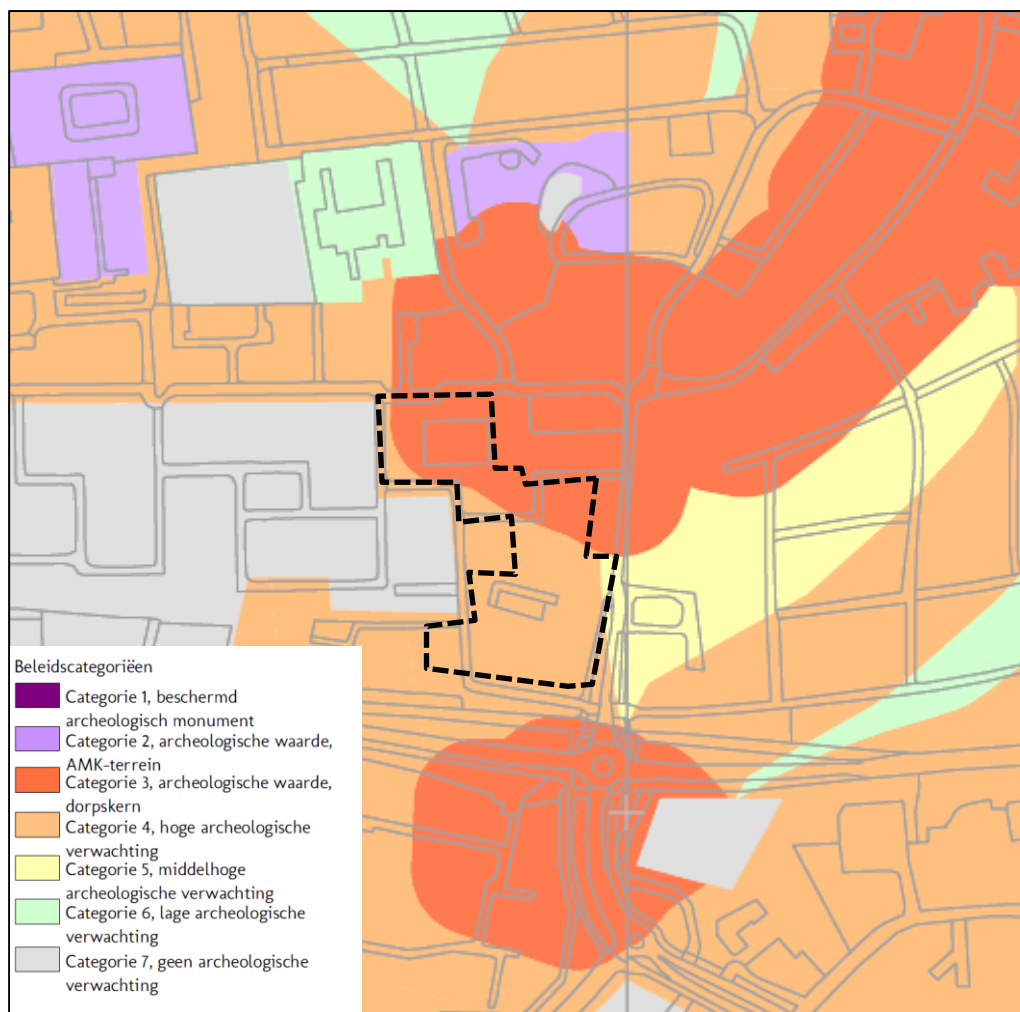 Beleidscategorieën
Categorie 1, beschermd
archeologisch monument
Categorie 2, archeologische waarde,
AMK-terrein
Categorie 3, archeologische waarde,
dorpskern
Categorie 4, hoge archeologische
verwachting
Categorie 5, middelhoge
archeologische verwachting
Categorie 6, lage archeologische
verwachting
Categorie 7, geen archeologische
verwachting